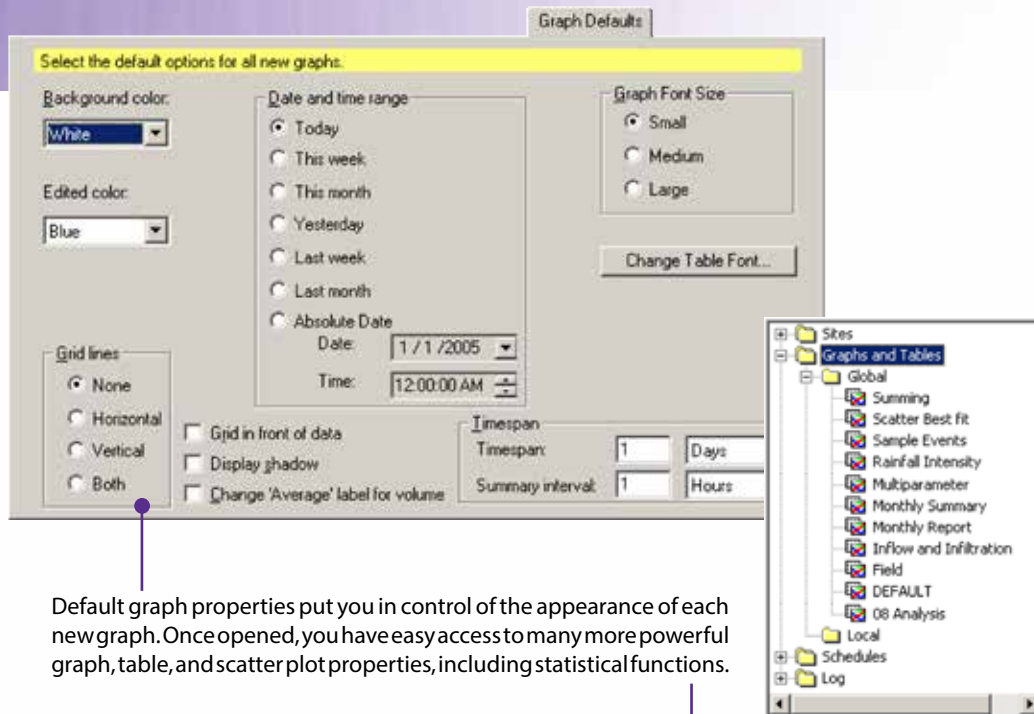 Graph Defaults
Select the default options for all new graphs.
Background color:
White
Edited color:
Blue
Grid lines
None
Horizontal
Vertical
Both
Date and time range
Today
This week
This month
Yesterday
Last week
Last month
Absolute Date
Date:
1 / 1 /2005
Time:
12:00:00 AM
Graph Font Size
Small
Medium
Large
Change Table Font...
Grid in front of data
Display shadow
Change 'Average' label for volume
Timespan
Timespan:
1
Days
Summary interval:
1
Hours
Sites
Graphs and Tables
Global
Summing
Scatter Best fit
Sample Events
Rainfall Intensity
Multiparameter
Monthly Summary
Monthly Report
Inflow and Infiltration
Field
DEFAULT
08 Analysis
Local
Schedules
Log
Default graph properties put you in control of the appearance of each
new graph. Once opened, you have easy access to many more powerful
graph, table, and scatter plot properties, including statistical functions.